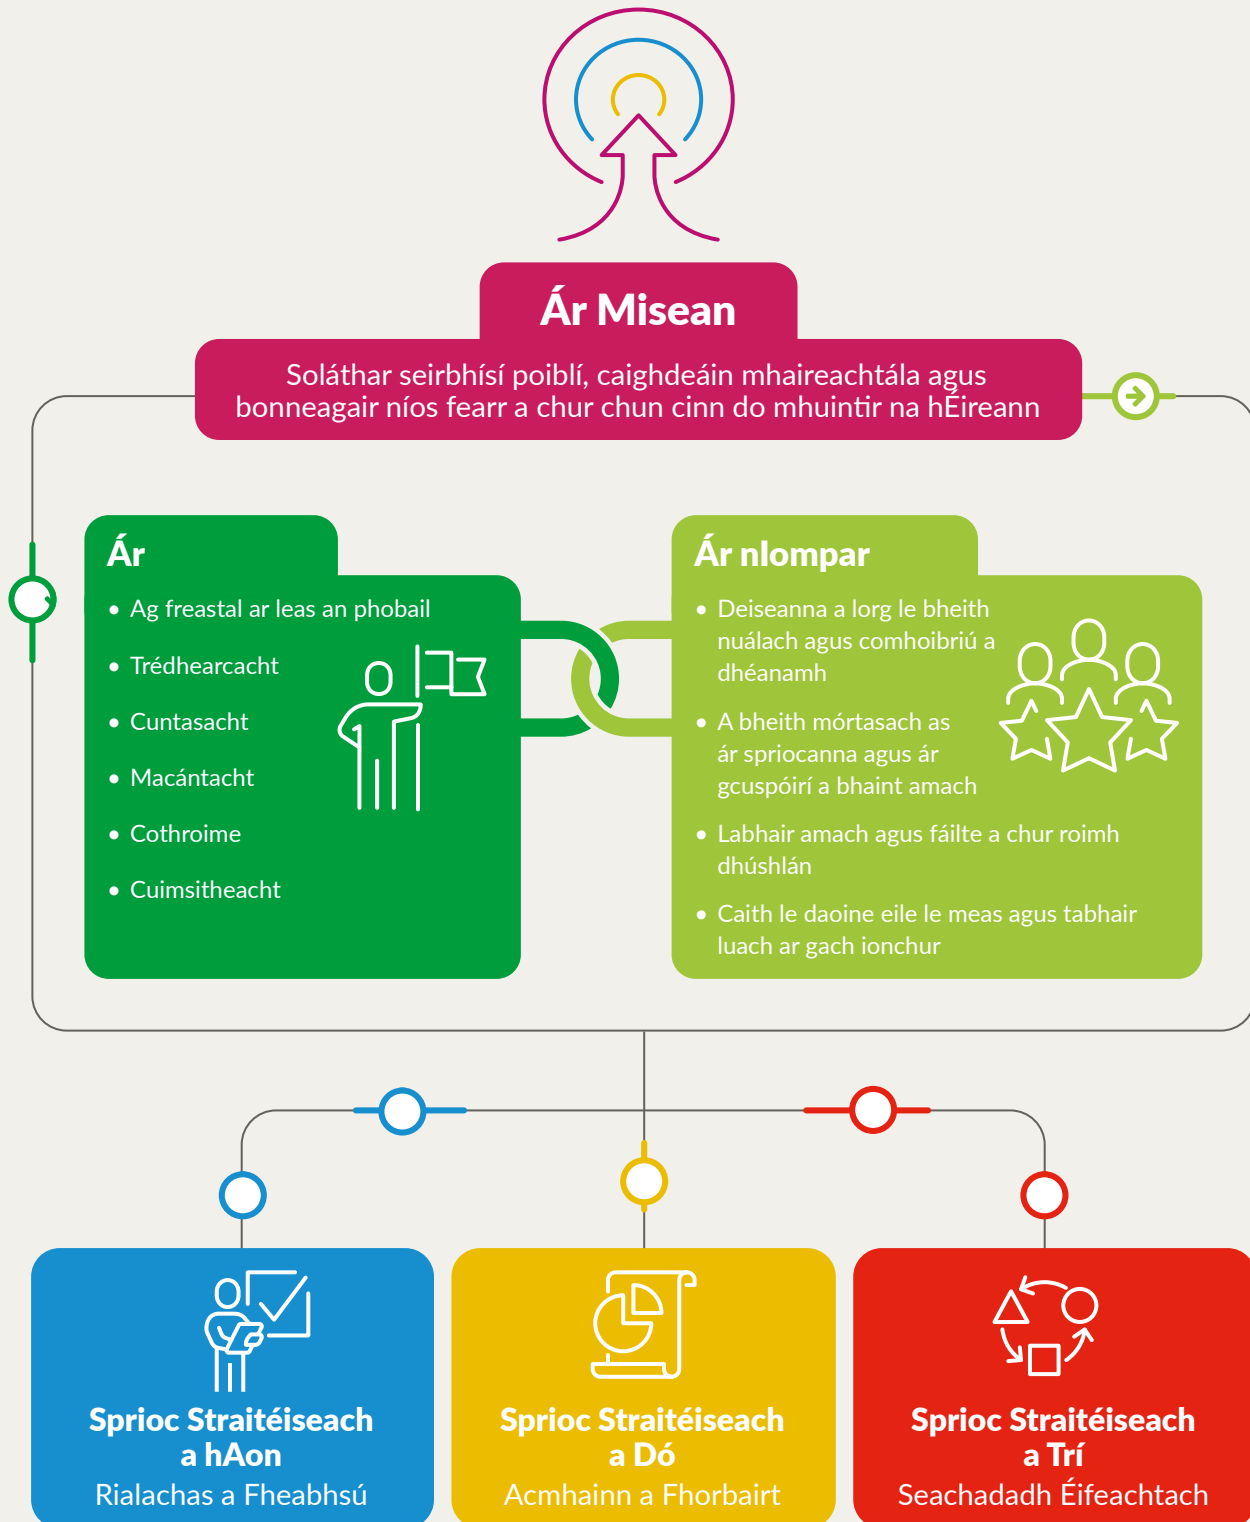 Ár Misean
Soláthar seirbhísí poiblí, caighdeáin mhaireachtála agus
bonneagair níos fearr a chur chun cinn do mhuintir na hÉireann
Ár
• Ag freastal ar leas an phobail
• Trédhearcacht
• Cuntasacht
• Macántacht
• Cothroime
• Cuimsitheacht
Ár nIompar
• Deiseanna a lorg le bheith
nuálach agus comhoibriú a
dhéanamh
• A bheith mórtasach as
ár spriocanna agus ár
gcuspóirí a bhaint amach
• Labhair amach agus fáilte a chur roimh
dhúshlán
• Caith le daoine eile le meas agus tabhair
luach ar gach ionchur
Sprioc Straitéiseach
a hAon
Rialachas a Fheabhsú
Sprioc Straitéiseach
a Dó
Acmhainn a Fhorbairt
Sprioc Straitéiseach
a Trí
Seachadadh Éifeachtach